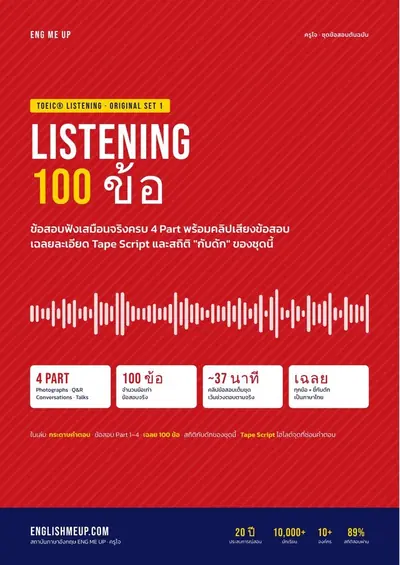 ENG ME UP
ครูโจ · ชุดข้อสอบต้นฉบับ
TOEIC® LISTENING · ORIGINAL SET 1
LISTENING
100 ข้อ
ข้อสอบฟังเสมือนจริงครบ 4 Part พร้อมคลิปเสียงข้อสอบ
เฉลยละเอียด Tape Script และสถิติ "กับดัก" ของชุดนี้
4 PART
Photographs · Q&R
Conversations · Talks
100 ข้อ
จำนวนข้อเท่า
ข้อสอบจริง
~37 นาที
คลิปเสียงเต็มชุด
เว้นช่วงตอบตามจริง
เฉลย
ทุกข้อ + ชี้กับดัก
เป็นภาษาไทย
ในเล่ม: กระดาษคำตอบ · ข้อสอบ Part 1–4 · เฉลย 100 ข้อ · สถิติกับดักของชุดนี้ · Tape Script ไฮไลต์จุดที่ซ่อนคำตอบ
ENGLISHMEUP.COM
สถาบันภาษาอังกฤษ ENG ME UP · ครูโจ
20 ปี
ประสบการณ์สอน
10,000+
นักเรียน
10+
องค์กร
89%
สถิติสอบผ่าน